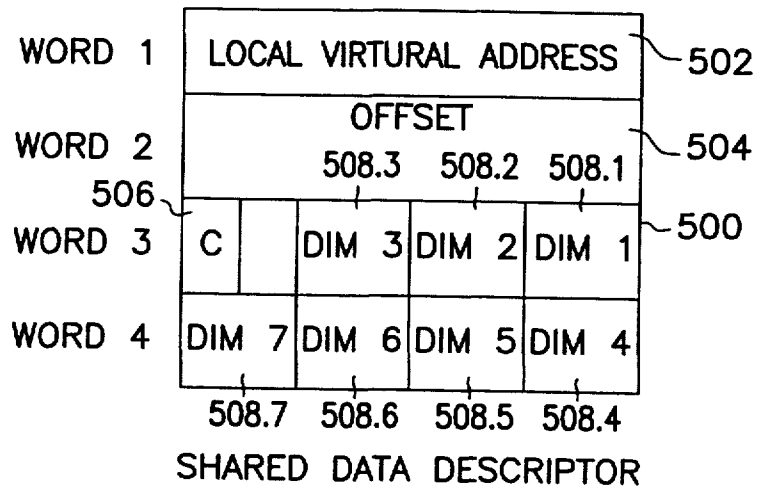 WORD 1 LOCAL VIRTURAL ADDRESS 502
OFFSET 504
WORD 2
508.3 508.2 508.1
506
WORD 3 C DIM 3 DIM 2 DIM 1 500
WORD 4 DIM 7 DIM 6 DIM 5 DIM 4
508.7 508.6 508.5 508.4
SHARED DATA DESCRIPTOR